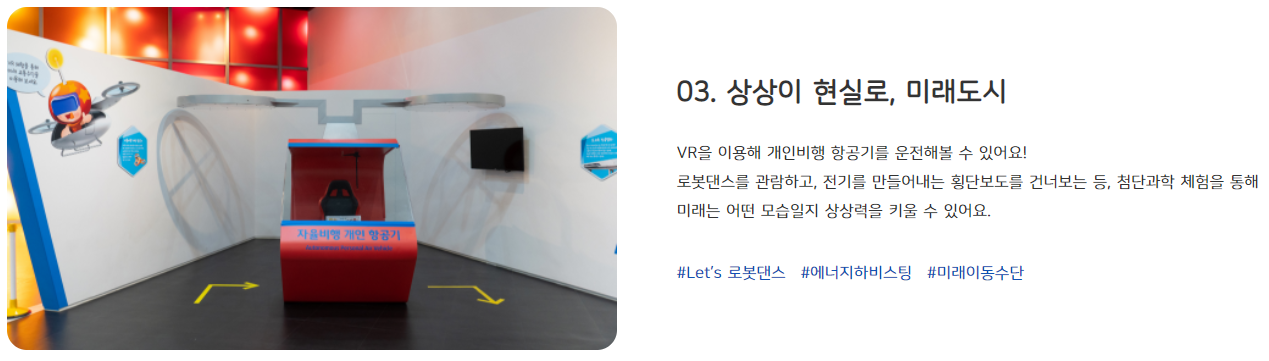 자율비행 개인 항공기
03. 상상이 현실로, 미래도시
VR을 이용해 개인비행 항공기를 운전해볼 수 있어요!
로봇댄스를 관람하고, 전기를 만들어내는 횡단보도를 건너보는 등, 첨단과학 체험을 통해
미래는 어떤 모습일지 상상력을 키울 수 있어요.
#Let's 로봇댄스 #에너지하비스팅 #미래이동수단